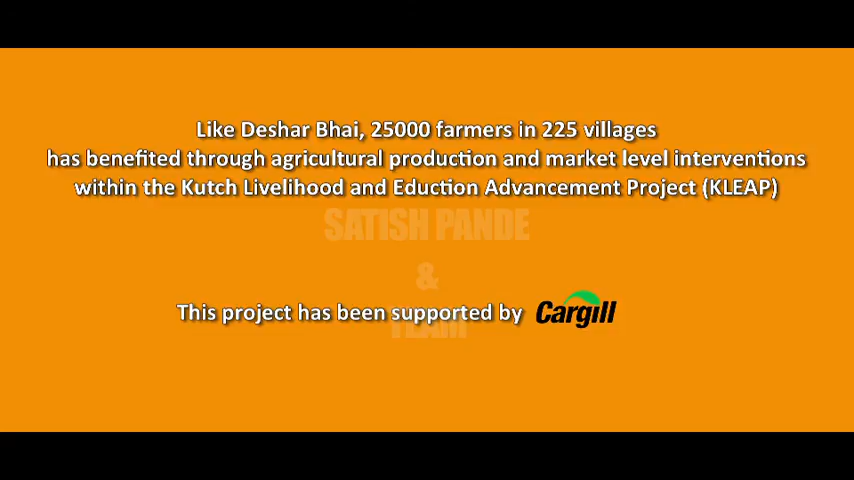 Like Deshar Bhai, 25000 farmers in 225 villages
has benefited through agricultural production and market level interventions
within the Kutch Livelihood and Eduction Advancement Project (KLEAP)
SATISH PANDE
&
This project has been supported by Cargill
TEAM